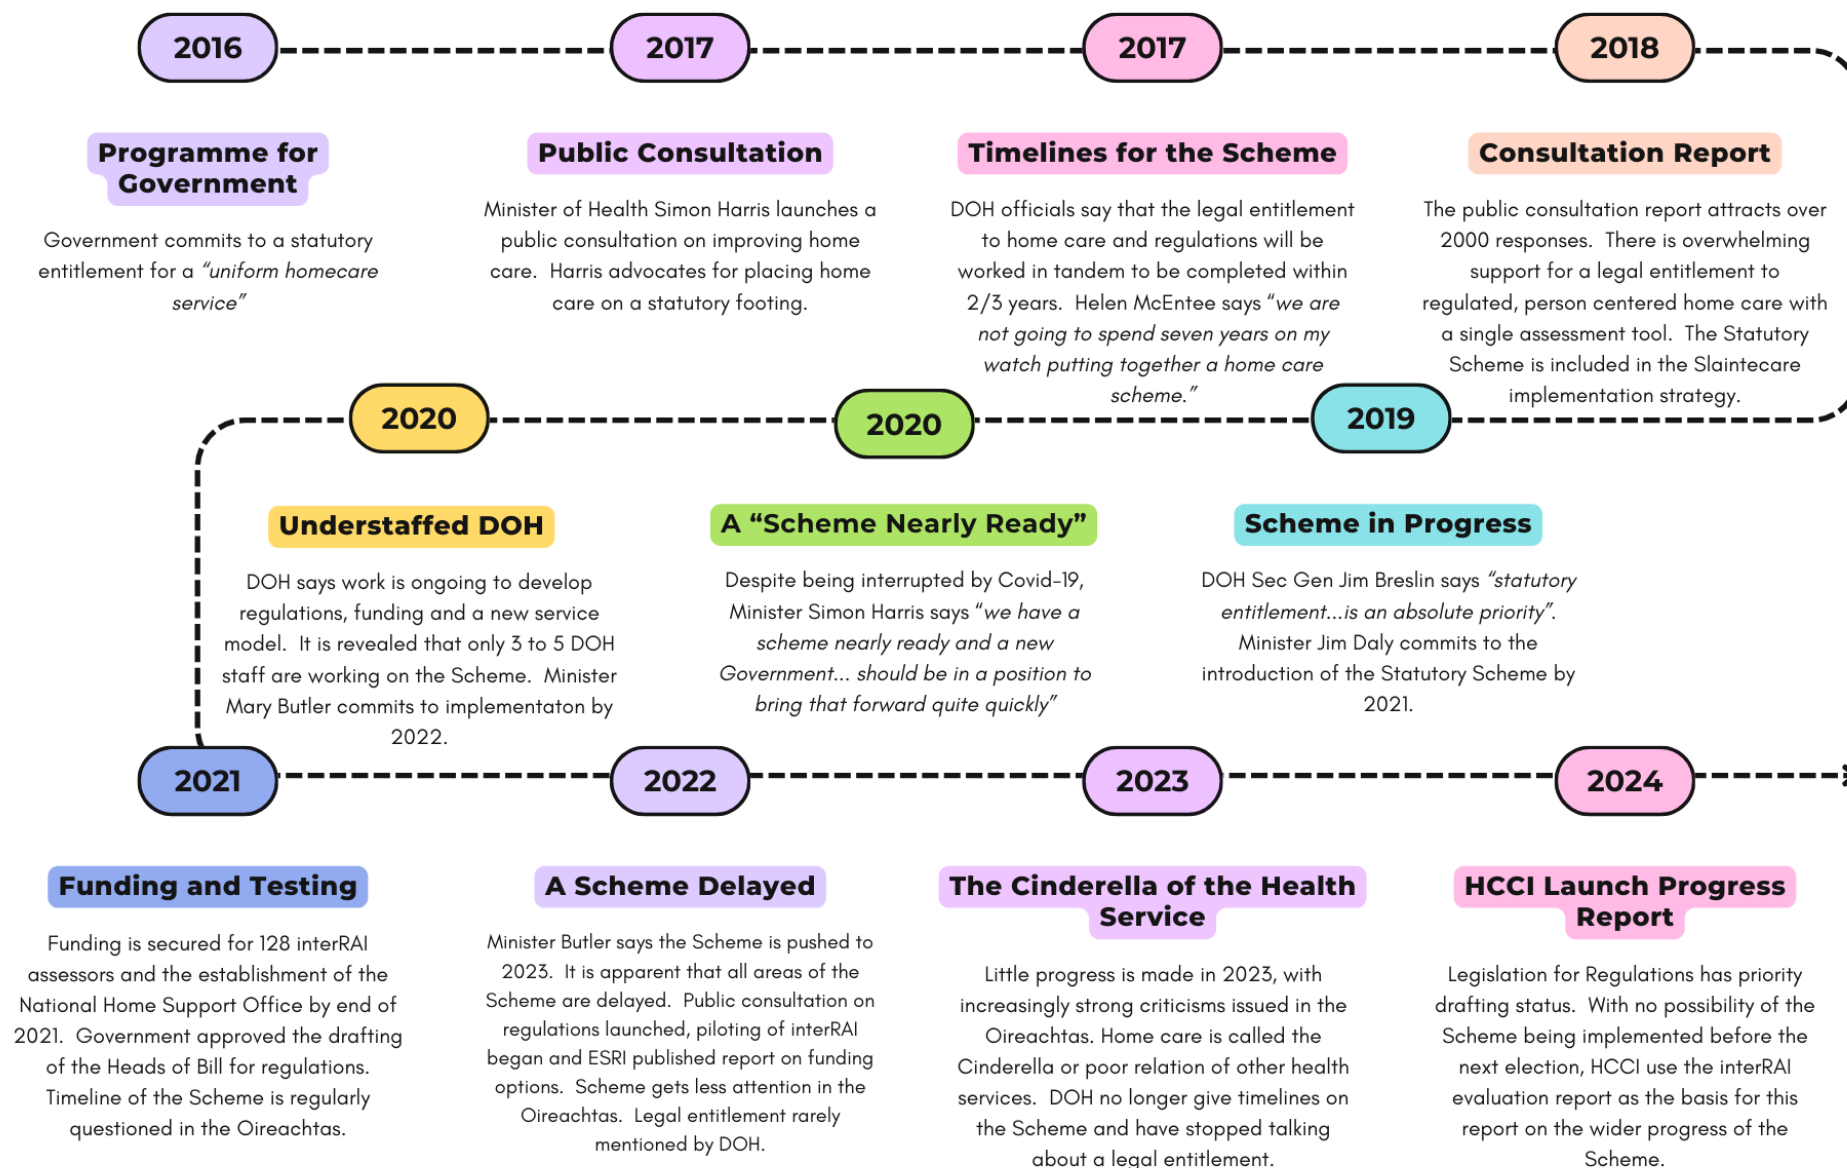 2016
Programme for
Government
Government commits to a statutory
entitlement for a “uniform homecare
service”
2017
Public Consultation
Minister of Health Simon Harris launches a
public consultation on improving home
care. Harris advocates for placing home
care on a statutory footing.
2017
Timelines for the Scheme
DOH officials say that the legal entitlement
to home care and regulations will be
worked in tandem to be completed within
2/3 years. Helen McEntee says “we are
not going to spend seven years on my
watch putting together a home care
scheme.”
2018
Consultation Report
The public consultation report attracts over
2000 responses. There is overwhelming
support for a legal entitlement to
regulated, person centered home care with
a single assessment tool. The Statutory
Scheme is included in the Slaintecare
implementation strategy.
2019
Scheme in Progress
DOH Sec Gen Jim Breslin says “statutory
entitlement...is an absolute priority”.
Minister Jim Daly commits to the
introduction of the Statutory Scheme by
2021.
2020
A “Scheme Nearly Ready”
Despite being interrupted by Covid-19,
Minister Simon Harris says “we have a
scheme nearly ready and a new
Government... should be in a position to
bring that forward quite quickly”
2020
Understaffed DOH
DOH says work is ongoing to develop
regulations, funding and a new service
model. It is revealed that only 3 to 5 DOH
staff are working on the Scheme. Minister
Mary Butler commits to implementaton by
2022.
2021
Funding and Testing
Funding is secured for 128 interRAI
assessors and the establishment of the
National Home Support Office by end of
2021. Government approved the drafting
of the Heads of Bill for regulations.
Timeline of the Scheme is regularly
questioned in the Oireachtas.
2022
A Scheme Delayed
Minister Butler says the Scheme is pushed to
2023. It is apparent that all areas of the
Scheme are delayed. Public consultation on
regulations launched, piloting of interRAI
began and ESRI published report on funding
options. Scheme gets less attention in the
Oireachtas. Legal entitlement rarely
mentioned by DOH.
2023
The Cinderella of the Health
Service
Little progress is made in 2023, with
increasingly strong criticisms issued in the
Oireachtas. Home care is called the
Cinderella or poor relation of other health
services. DOH no longer give timelines on
the Scheme and have stopped talking
about a legal entitlement.
2024
HCCI Launch Progress
Report
Legislation for Regulations has priority
drafting status. With no possibility of the
Scheme being implemented before the
next election, HCCI use the interRAI
evaluation report as the basis for this
report on the wider progress of the
Scheme.